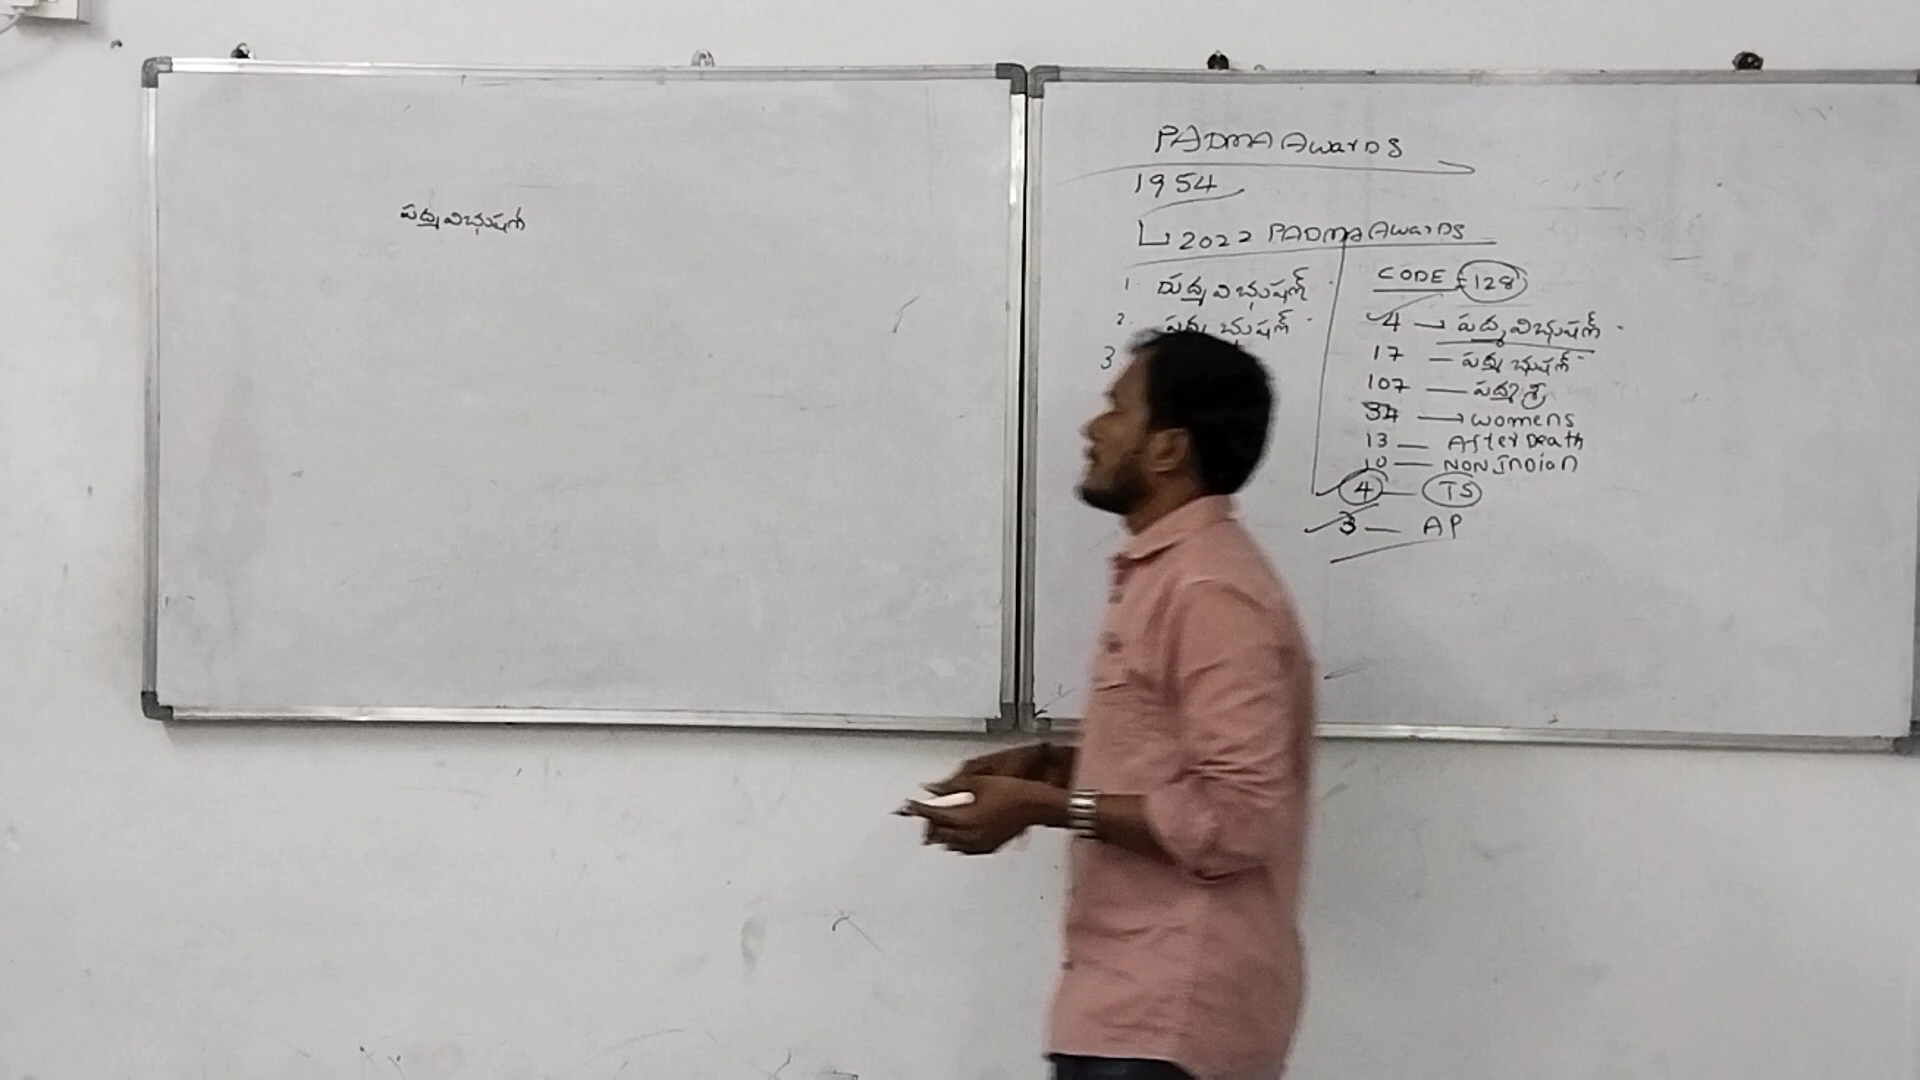 పద్మవిభుషణ్
PADMA Awards
1954
2022 PADMA Awards
1. పద్మవిభుషణ్
2. పద్మ భుషణ్
3
CODE = 128
4 → పద్మవిభుషణ్
17 — పద్మ భుషణ్
107 — పద్మశ్రీ
34 → womens
13 — After Death
10 — NON Indian
4 — TS
3 — AP